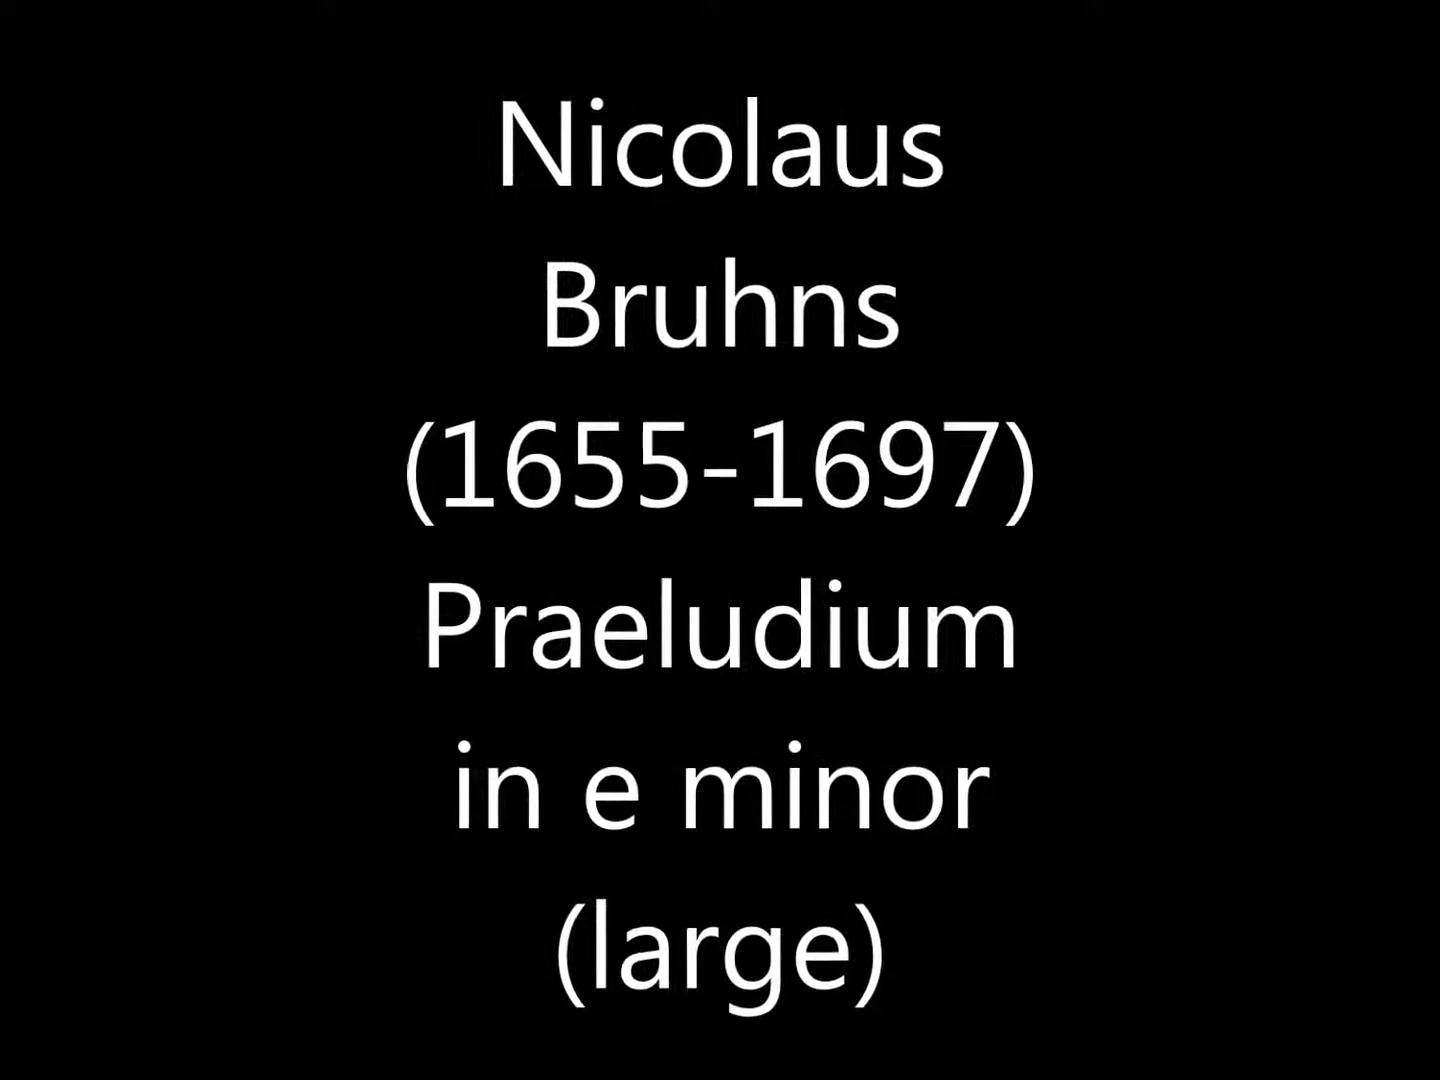 Nicolaus
Bruhns
(1655-1697)
Praeludium
in e minor
(large)